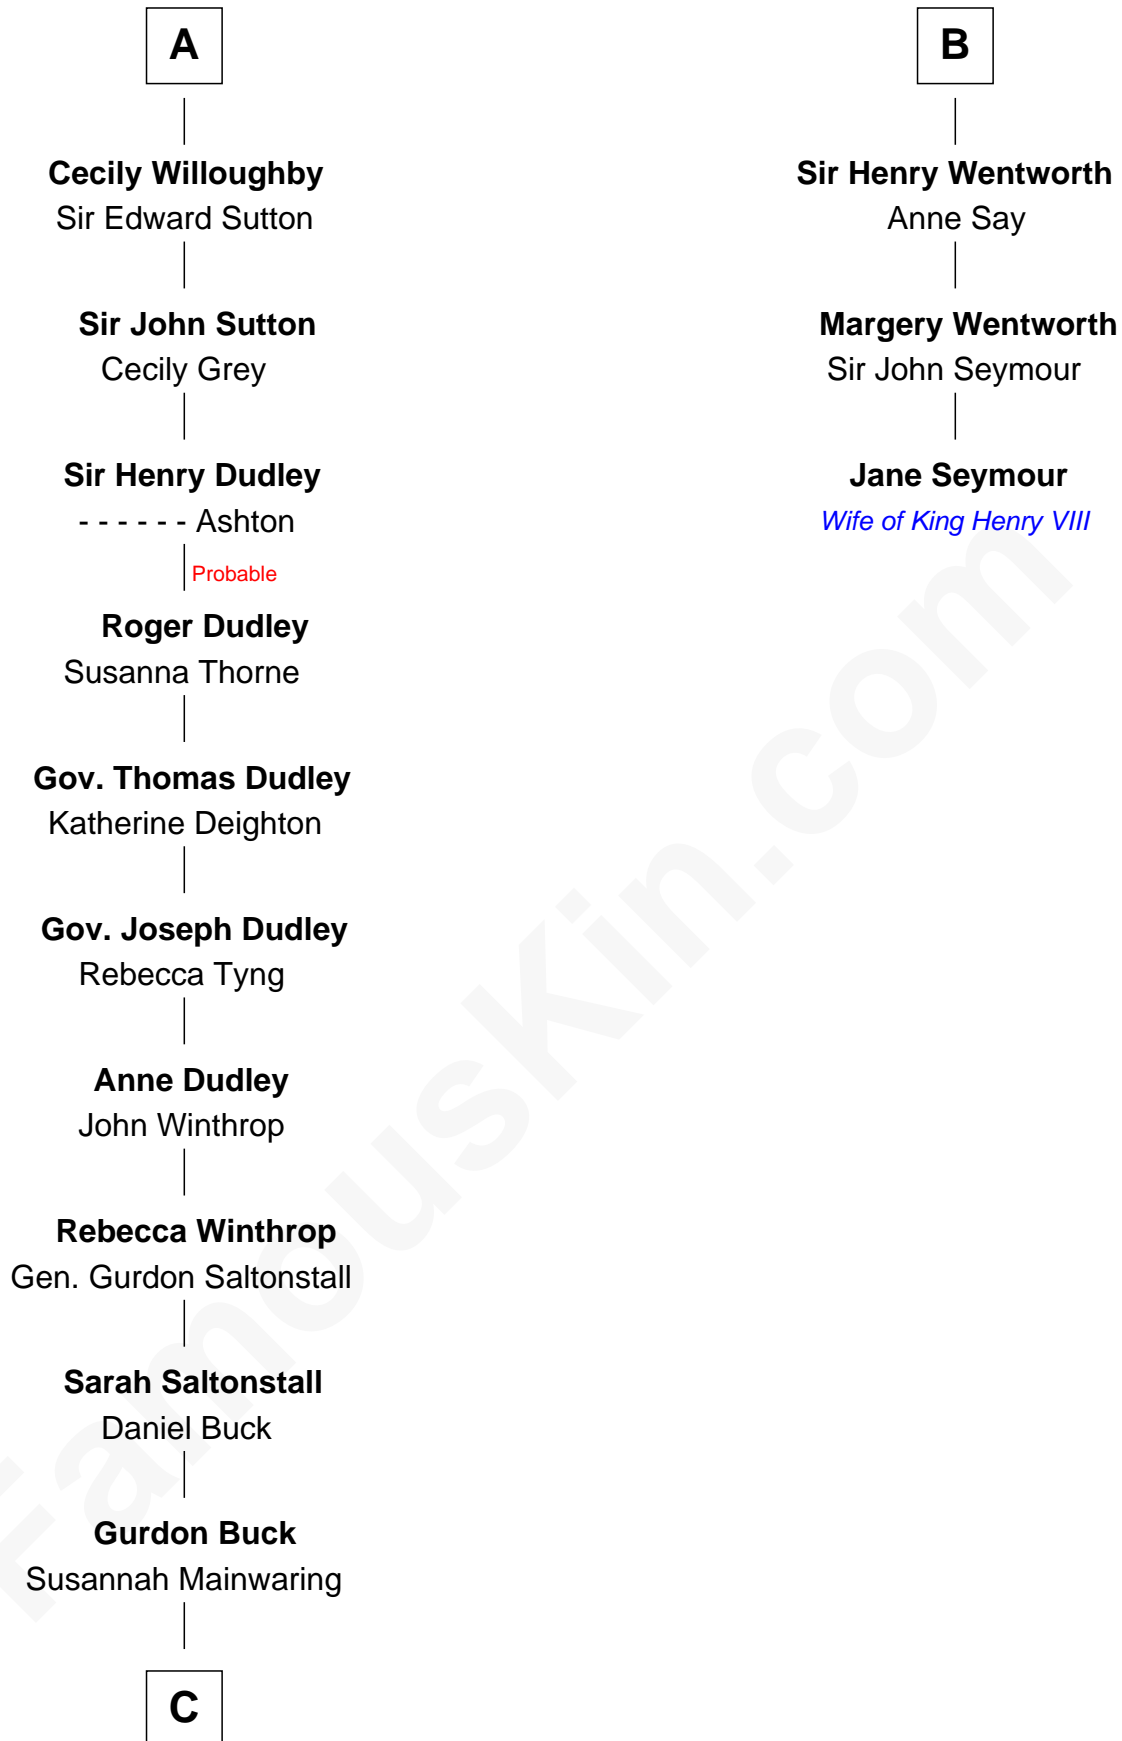 A
Cecily Willoughby
Sir Edward Sutton
Sir John Sutton
Cecily Grey
Sir Henry Dudley
- - - - - - Ashton
Probable
Roger Dudley
Susanna Thorne
Gov. Thomas Dudley
Katherine Deighton
Gov. Joseph Dudley
Rebecca Tyng
Anne Dudley
John Winthrop
Rebecca Winthrop
Gen. Gurdon Saltonstall
Sarah Saltonstall
Daniel Buck
Gurdon Buck
Susannah Mainwaring
C
B
Sir Henry Wentworth
Anne Say
Margery Wentworth
Sir John Seymour
Jane Seymour
Wife of King Henry VIII
FamousKin.com